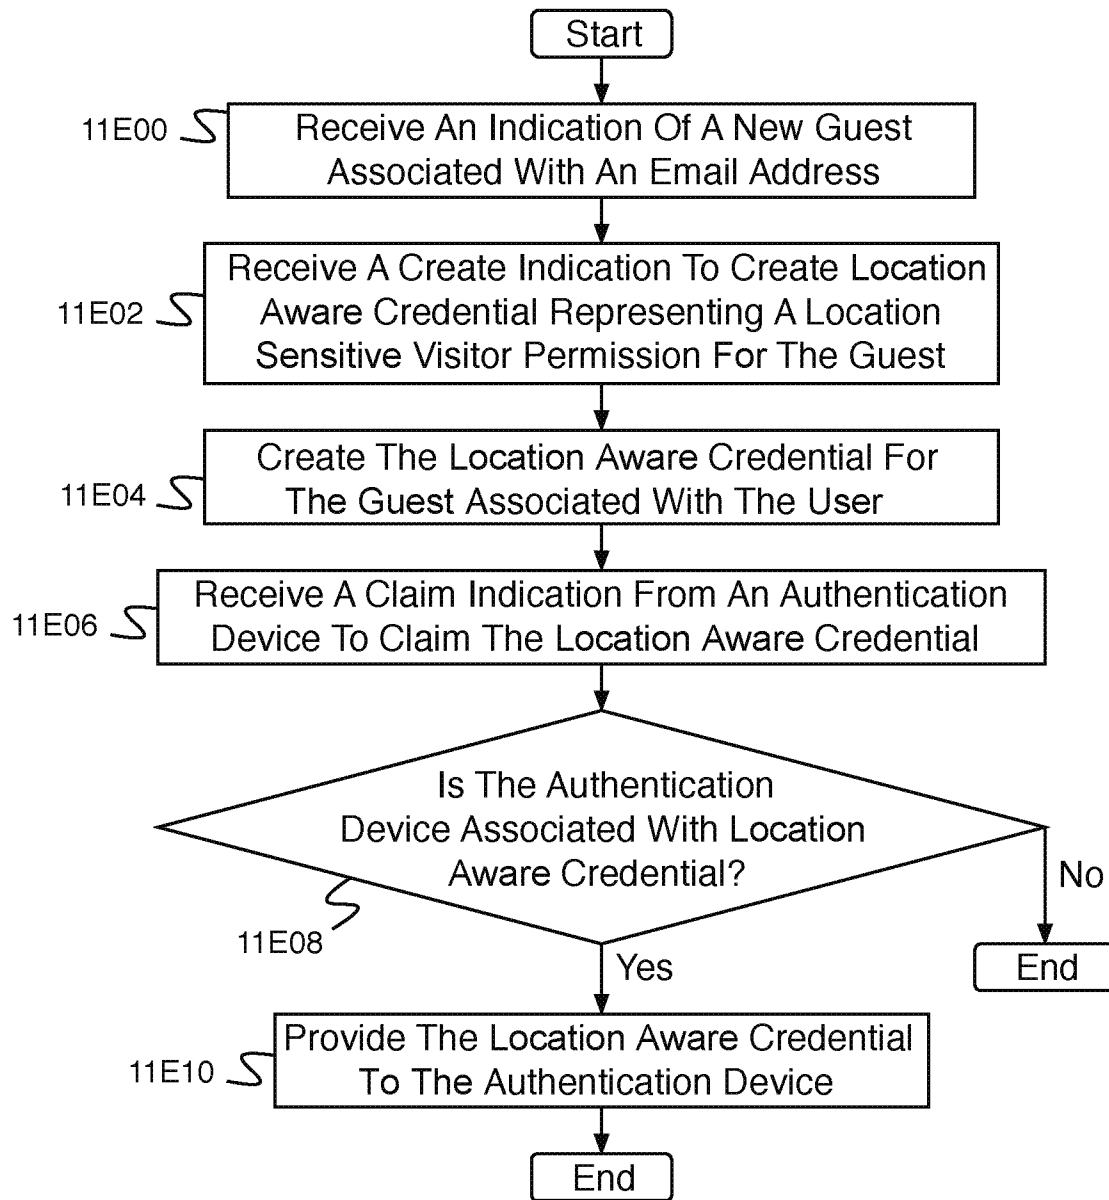 Start
11E00
Receive An Indication Of A New Guest
Associated With An Email Address
11E02
Receive A Create Indication To Create Location
Aware Credential Representing A Location
Sensitive Visitor Permission For The Guest
11E04
Create The Location Aware Credential For
The Guest Associated With The User
11E06
Receive A Claim Indication From An Authentication
Device To Claim The Location Aware Credential
Is The Authentication
Device Associated With Location
Aware Credential?
11E08
No
End
Yes
11E10
Provide The Location Aware Credential
To The Authentication Device
End